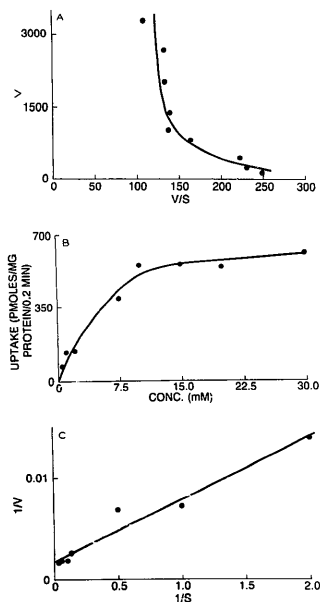 A
3000
V
1500
0
0 50 100 150 200 250 300
V/S
B
700
UPTAKE (PMOLES/MG
PROTEIN/0.2 MIN)
350
0
0 7.5 15.0 22.5 30.0
CONC. (mM)
C
0.01
1/V
0
0 0.5 1.0 1.5 2.0
1/S